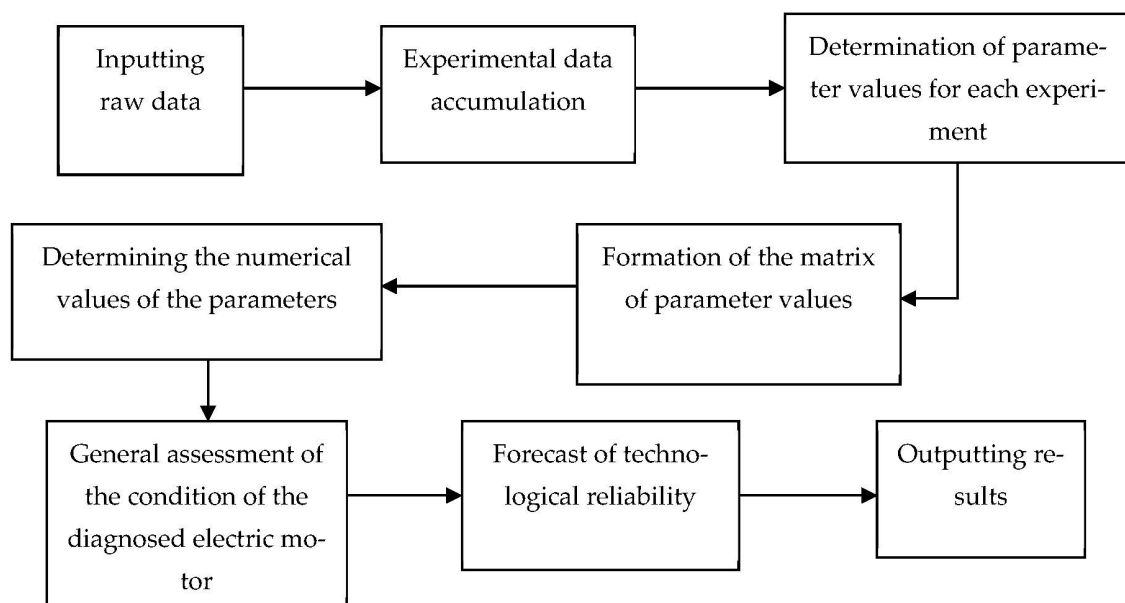 Inputting
raw data
Experimental data
accumulation
Determination of parame-
ter values for each experi-
ment
Formation of the matrix
of parameter values
Determining the numerical
values of the parameters
General assessment of
the condition of the
diagnosed electric mo-
tor
Forecast of techno-
logical reliability
Outputting re-
sults